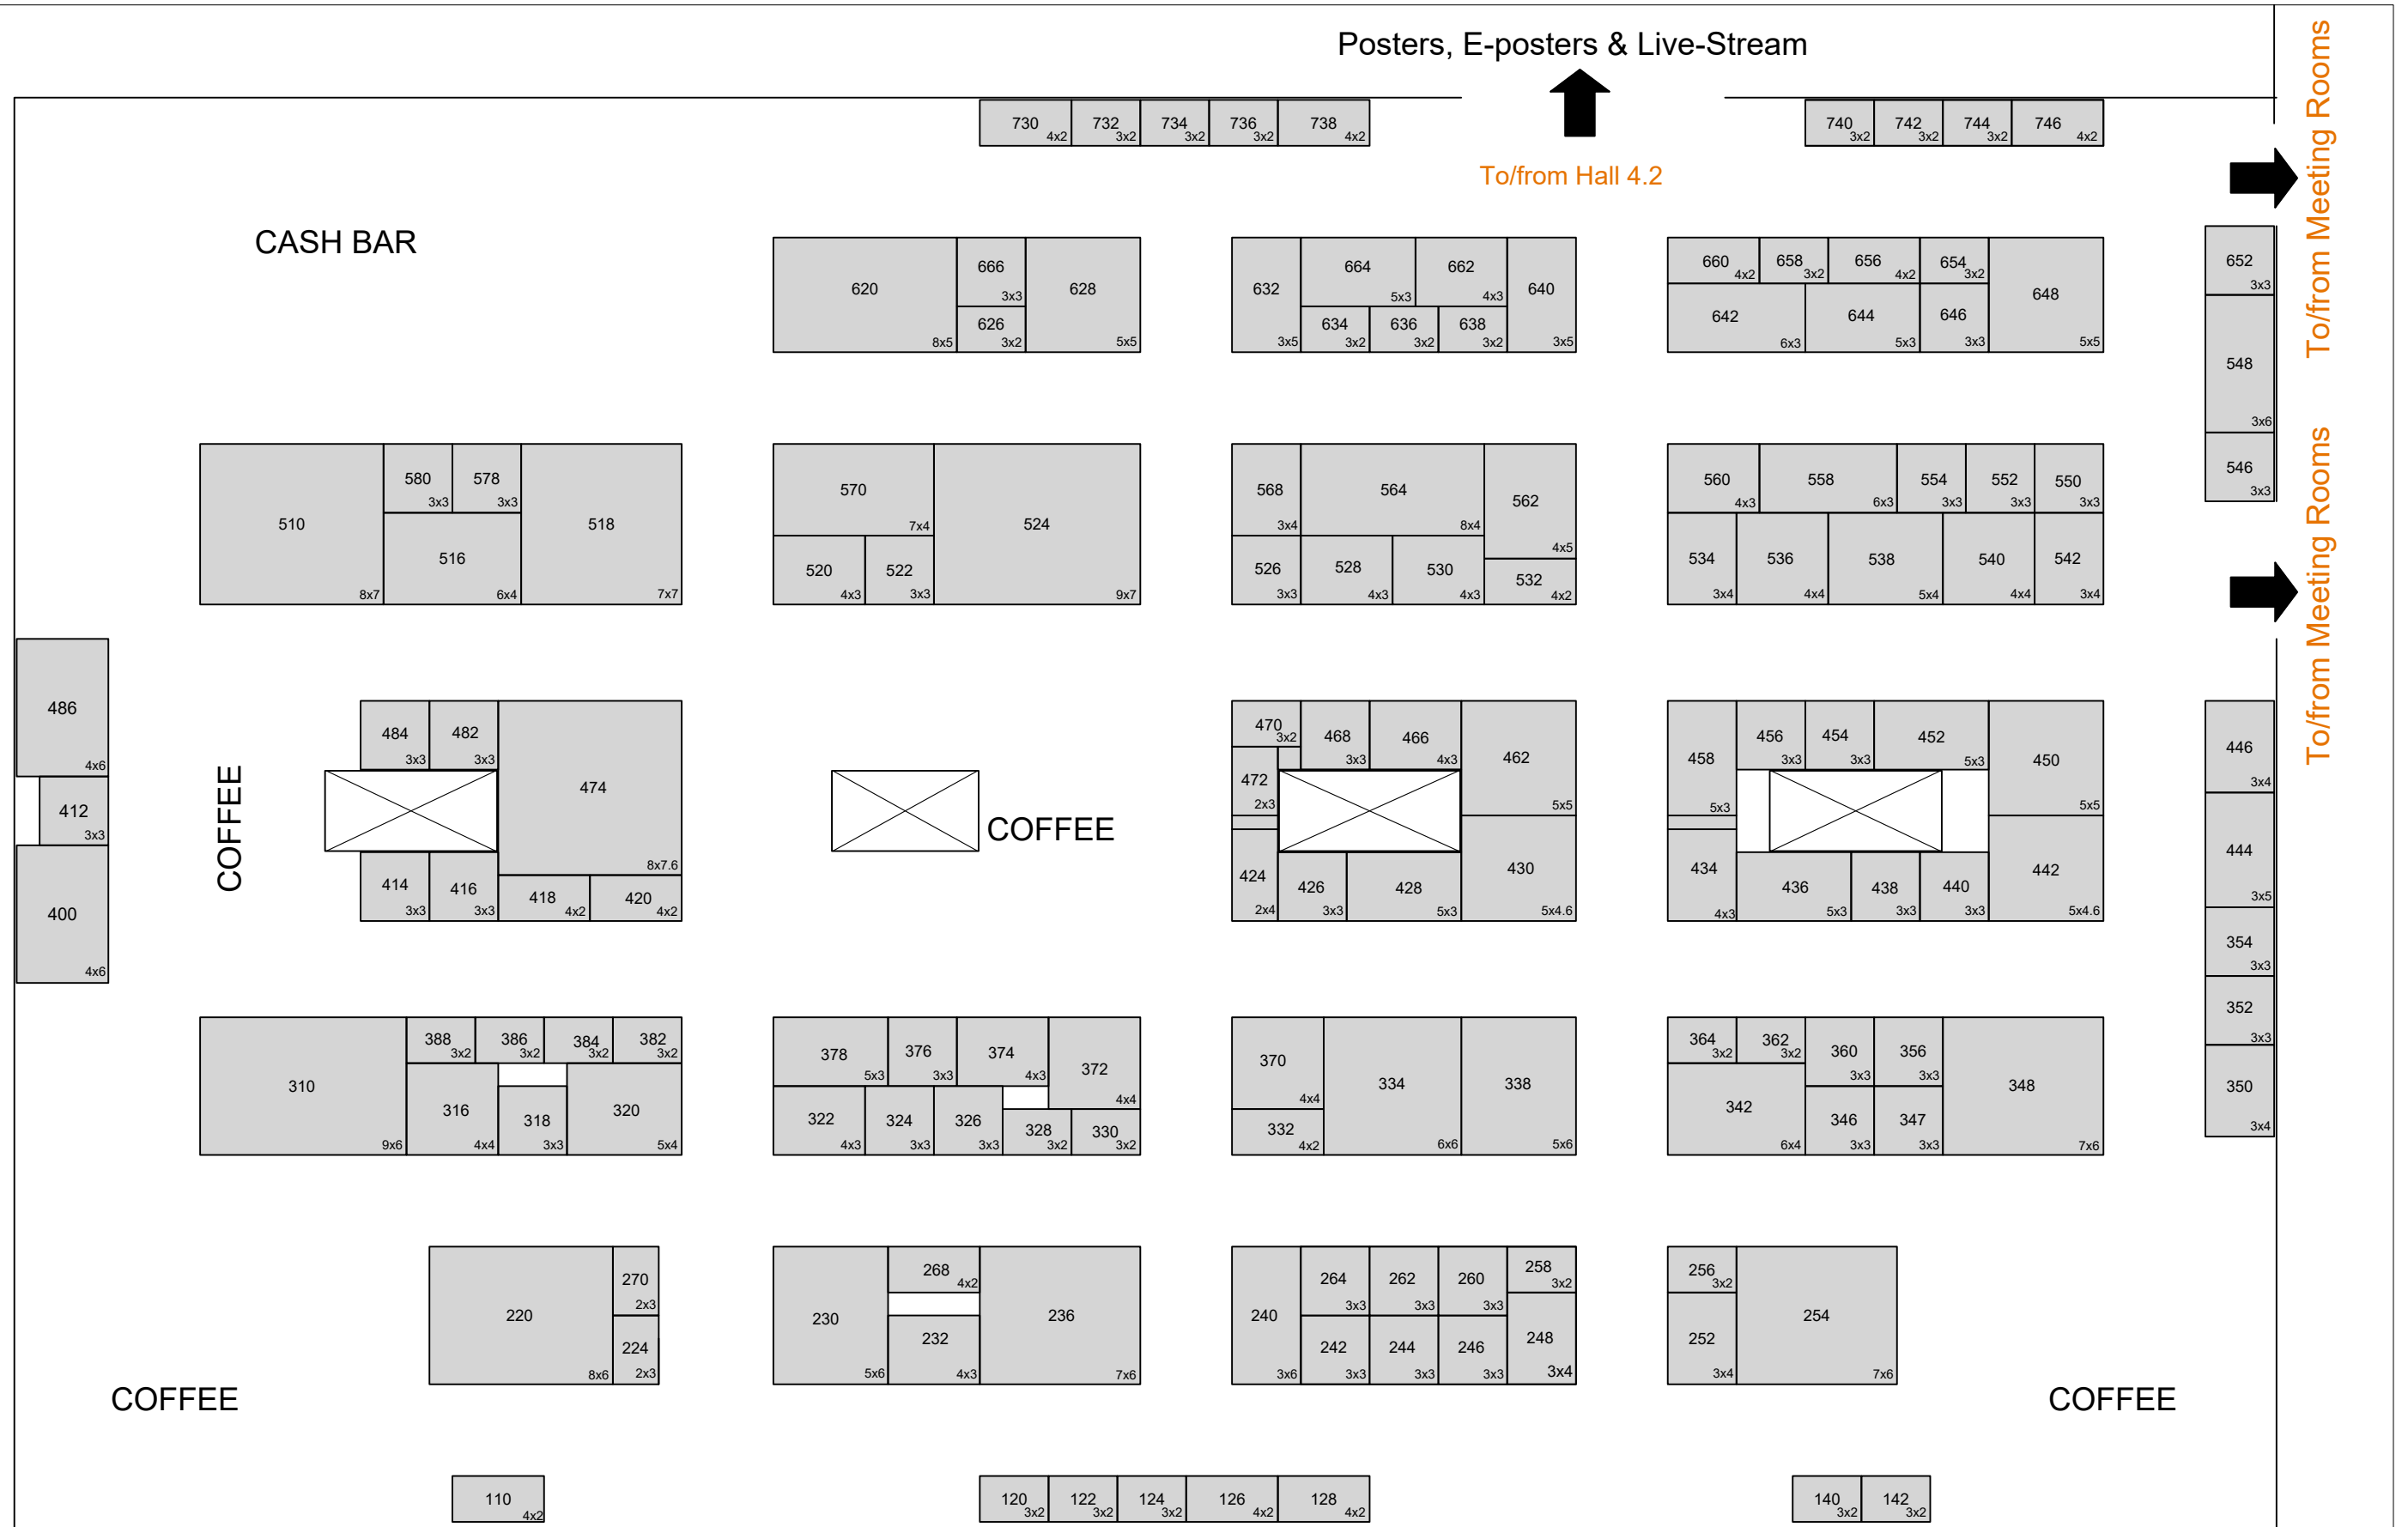 Posters, E-posters & Live-Stream
To/from Meeting Rooms
730 4x2 732 3x2 734 3x2 736 3x2 738 4x2
740 3x2 742 3x2 744 3x2 746 4x2
To/from Hall 4.2
CASH BAR
620 8x5 666 3x3 626 3x2 628 5x5
632 3x5 664 5x3 662 4x3 634 3x2 636 3x2 638 3x2 640 3x5
660 4x2 658 3x2 656 4x2 654 3x2 642 6x3 644 5x3 646 3x3 648 5x5
652 3x3
548 3x6
546 3x3
To/from Meeting Rooms
510 8x7 580 3x3 578 3x3 516 6x4 518 7x7
570 7x4 520 4x3 522 3x3 524 9x7
568 3x4 564 8x4 562 4x5 526 3x3 528 4x3 530 4x3 532 4x2
560 4x3 558 6x3 554 3x3 552 3x3 550 3x3
534 3x4 536 4x4 538 5x4 540 4x4 542 3x4
486 4x6
412 3x3
400 4x6
COFFEE
484 3x3 482 3x3 474 8x7.6
414 3x3 416 3x3 418 4x2 420 4x2
COFFEE
470 3x2 468 3x3 466 4x3 462 5x5
472 2x3
424 2x4 426 3x3 428 5x3 430 5x4.6
458 5x3 456 3x3 454 3x3 452 5x3 450 5x5
434 4x3 436 5x3 438 3x3 440 3x3 442 5x4.6
446 3x4
444 3x5
354 3x3
352 3x3
350 3x4
310 9x6 388 3x2 386 3x2 384 3x2 382 3x2
316 4x4 318 3x3 320 5x4
378 5x3 376 3x3 374 4x3 372 4x4
322 4x3 324 3x3 326 3x3 328 3x2 330 3x2
370 4x4 332 4x2 334 6x6 338 5x6
364 3x2 362 3x2 360 3x3 356 3x3 348 7x6
342 6x4 346 3x3 347 3x3
220 8x6 270 2x3 224 2x3
230 5x6 268 4x2 232 4x3 236 7x6
240 3x6 264 3x3 262 3x3 260 3x3 258 3x2
242 3x3 244 3x3 246 3x3 248 3x4
256 3x2 252 3x4 254 7x6
COFFEE
COFFEE
110 4x2
120 3x2 122 3x2 124 3x2 126 4x2 128 4x2
140 3x2 142 3x2